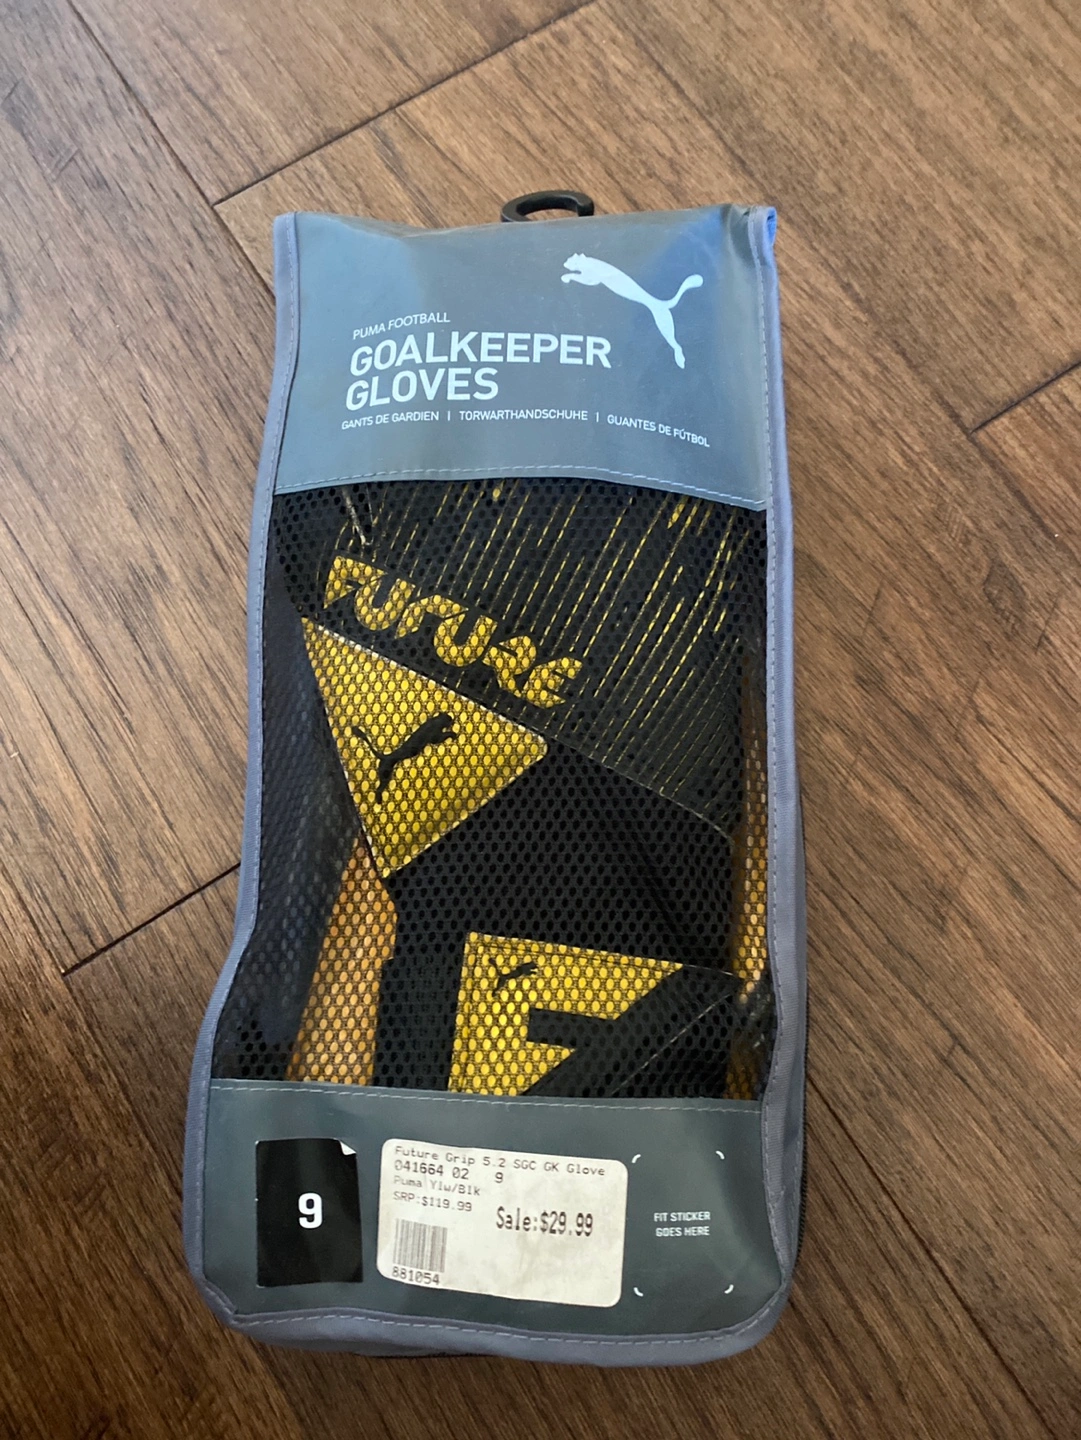 PUMA FOOTBALL
GOALKEEPER
GLOVES
GANTS DE GARDIEN | TORWARTHANDSCHUHE | GUANTES DE FÚTBOL
FUTURE
9
Future Grip 5.2 SGC GK Glove
041664 02 9
Puma Ylw/Blk
SRP:$119.99
Sale:$29.99
881054
FIT STICKER
GOES HERE